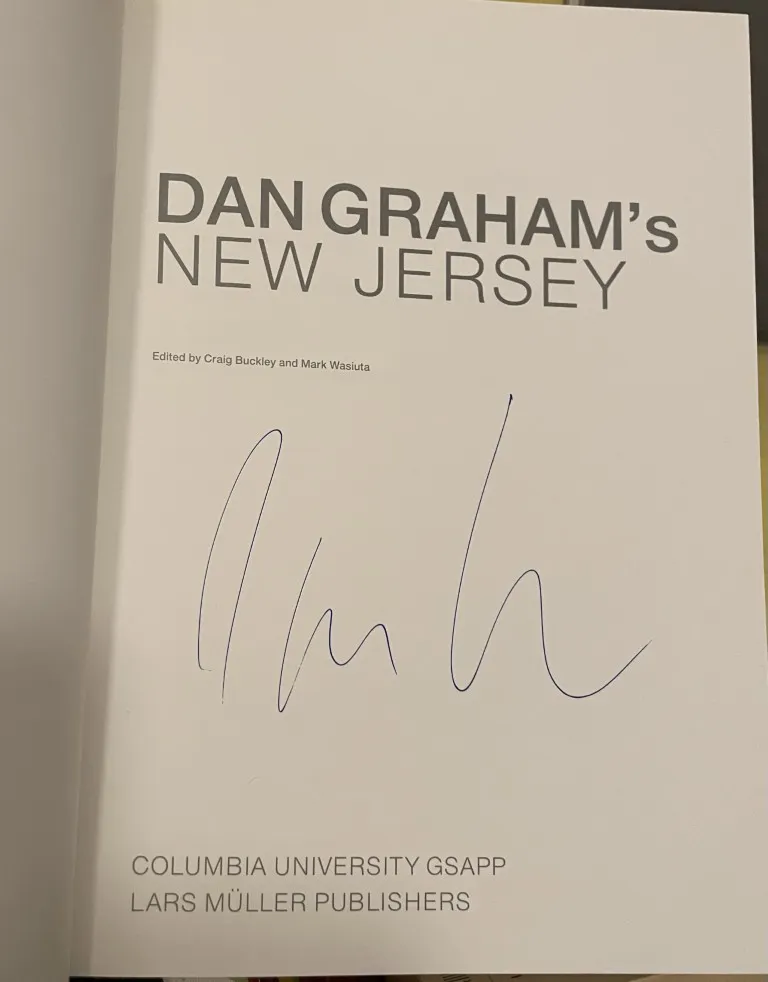 DAN GRAHAM's
NEW JERSEY
Edited by Craig Buckley and Mark Wasiuta
COLUMBIA UNIVERSITY GSAPP
LARS MÜLLER PUBLISHERS